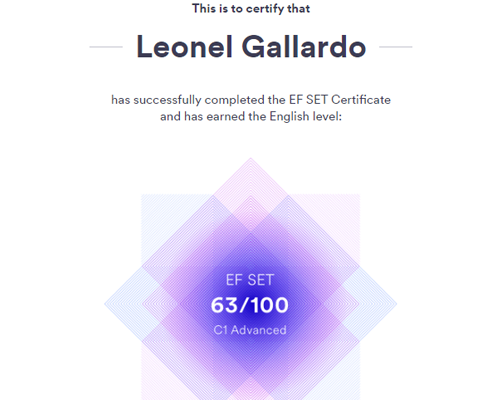 This is to certify that
Leonel Gallardo
has successfully completed the EF SET Certificate
and has earned the English level:
EF SET
63/100
C1 Advanced